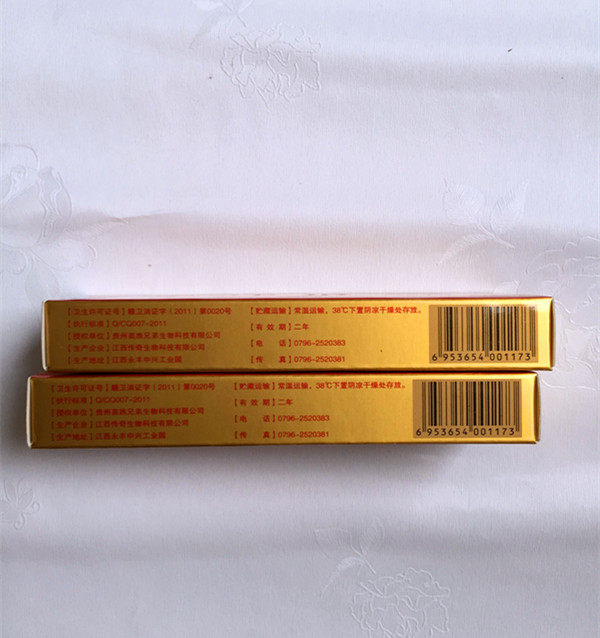 【卫生许可证号】赣卫消证字（2011）第0020号
【执行标准】Q/CQ007-2011
【授权单位】贵州苗族兄弟生物科技有限公司
【生产企业】江西传奇生物科技有限公司
【生产地址】江西永丰中兴工业园
【贮藏运输】常温运输，38℃下置阴凉干燥处存放。
【有 效 期】二年
【电 话】0796-2520383
【传 真】0796-2520381
6 953654 001173
【卫生许可证号】赣卫消证字（2011）第0020号
【执行标准】Q/CQ007-2011
【授权单位】贵州苗族兄弟生物科技有限公司
【生产企业】江西传奇生物科技有限公司
【生产地址】江西永丰中兴工业园
【贮藏运输】常温运输，38℃下置阴凉干燥处存放。
【有 效 期】二年
【电 话】0796-2520383
【传 真】0796-2520381
6 953654 001173